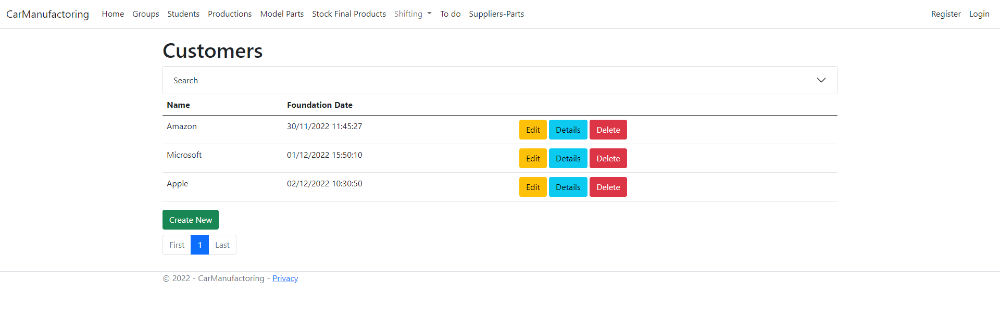 CarManufactoring Home Groups Students Productions Model Parts Stock Final Products Shifting To do Suppliers-Parts Register Login
Customers
Search
Name Foundation Date
Amazon 30/11/2022 11:45:27 Edit Details Delete
Microsoft 01/12/2022 15:50:10 Edit Details Delete
Apple 02/12/2022 10:30:50 Edit Details Delete
Create New
First 1 Last
© 2022 - CarManufactoring - Privacy